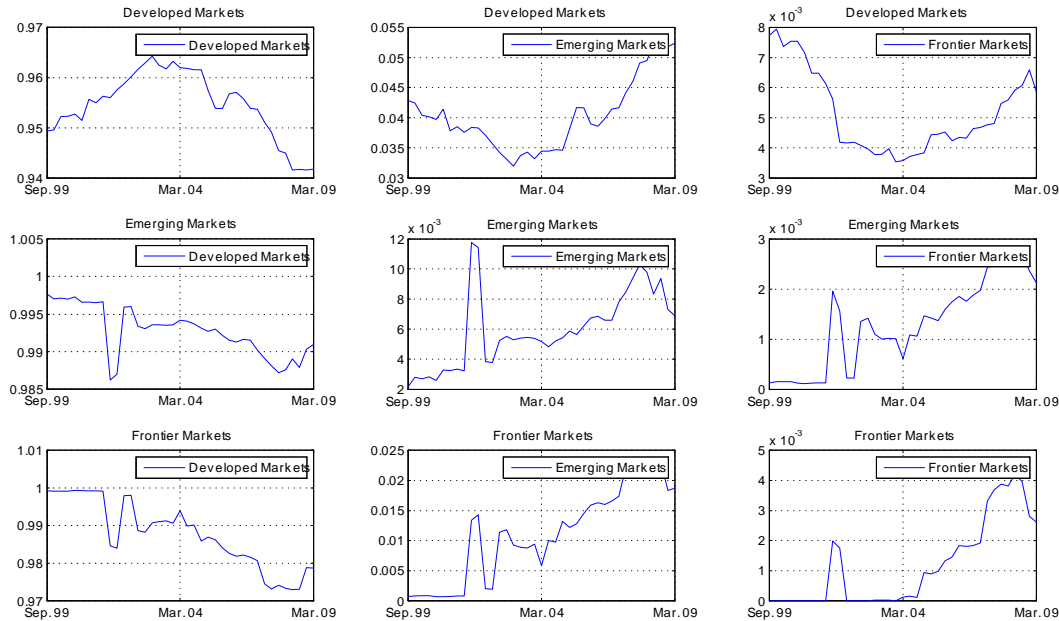 Developed Markets
0.97
0.96
0.95
0.94
Sep.99 Mar.04 Mar.09
Developed Markets
Developed Markets
0.055
0.05
0.045
0.04
0.035
0.03
Sep.99 Mar.04 Mar.09
Emerging Markets
Developed Markets
x 10⁻³
8
7
6
5
4
3
Sep.99 Mar.04 Mar.09
Frontier Markets
Emerging Markets
1.005
1
0.995
0.99
0.985
Sep.99 Mar.04 Mar.09
Developed Markets
Emerging Markets
x 10⁻³
12
10
8
6
4
2
Sep.99 Mar.04 Mar.09
Emerging Markets
Emerging Markets
x 10⁻³
3
2
1
0
Sep.99 Mar.04 Mar.09
Frontier Markets
Frontier Markets
1.01
1
0.99
0.98
0.97
Sep.99 Mar.04 Mar.09
Developed Markets
Frontier Markets
0.025
0.02
0.015
0.01
0.005
0
Sep.99 Mar.04 Mar.09
Emerging Markets
Frontier Markets
x 10⁻³
5
4
3
2
1
0
Sep.99 Mar.04 Mar.09
Frontier Markets